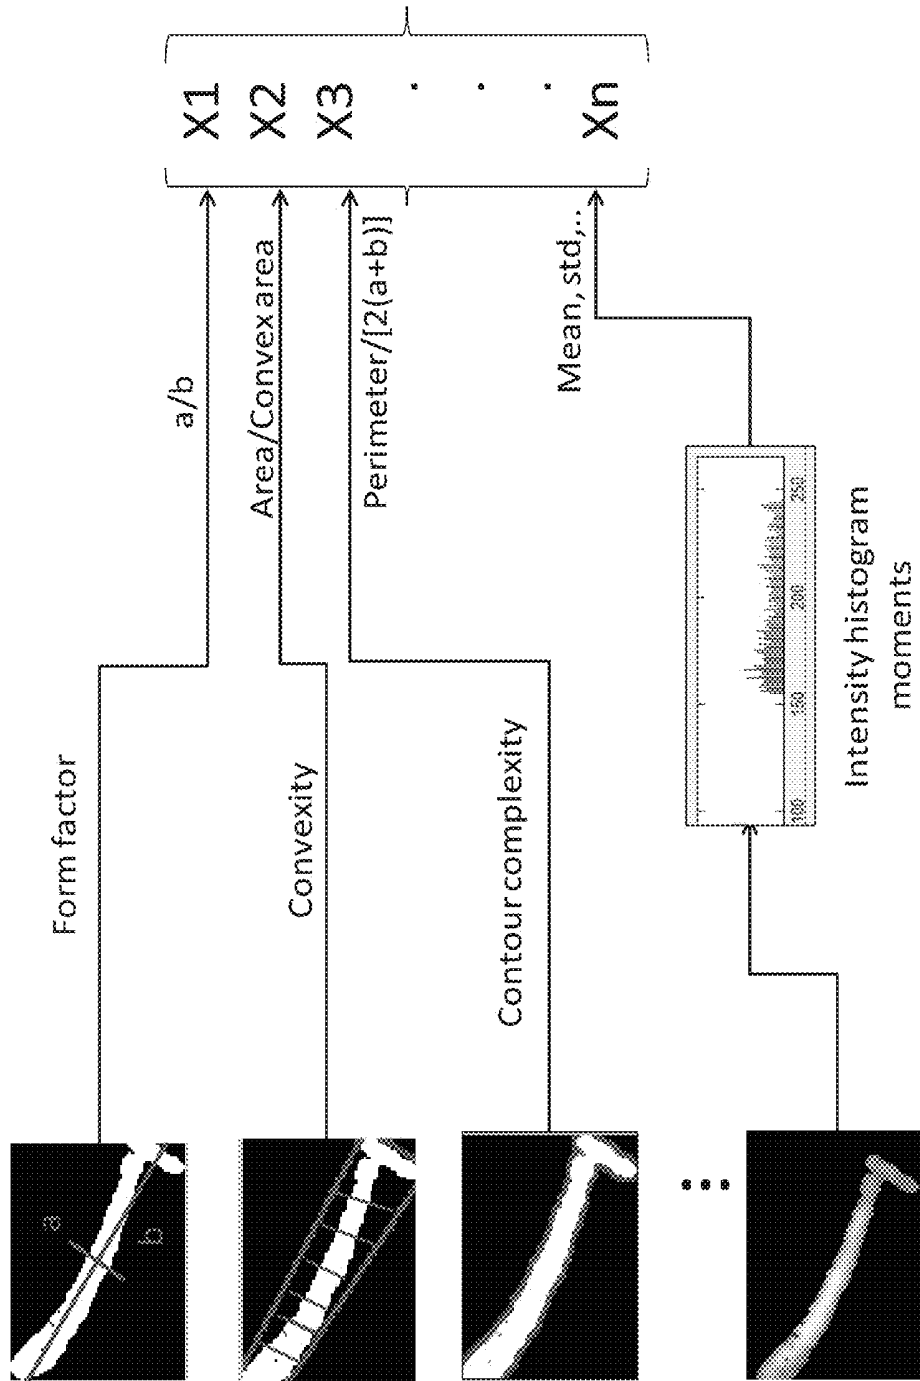 Form factor
a/b
X1
a
b
Convexity
Area/Convex area
X2
Contour complexity
Perimeter/[2(a+b)]
X3
Mean, std,..
Xn
100 150 200 250
Intensity histogram
moments